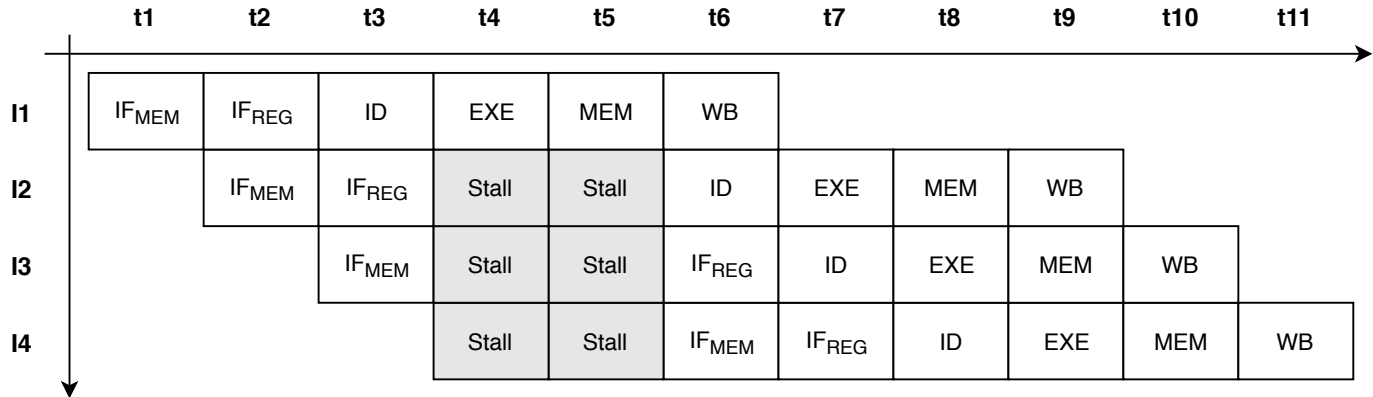 t1 t2 t3 t4 t5 t6 t7 t8 t9 t10 t11
I1 IFMEM IFREG ID EXE MEM WB
I2 IFMEM IFREG Stall Stall ID EXE MEM WB
I3 IFMEM Stall Stall IFREG ID EXE MEM WB
I4 Stall Stall IFMEM IFREG ID EXE MEM WB